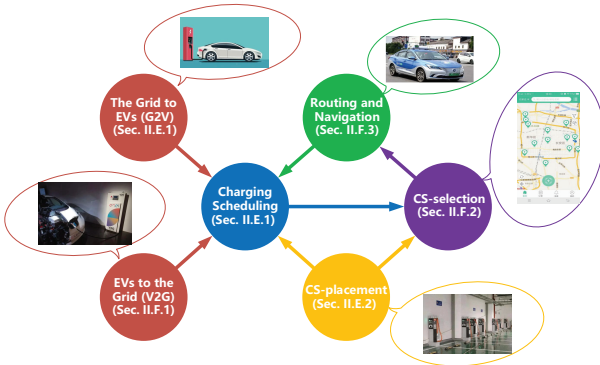 The Grid to
EVs (G2V)
(Sec. II.E.1)
Routing and
Navigation
(Sec. II.F.3)
Charging
Scheduling
(Sec. II.E.1)
CS-selection
(Sec. II.F.2)
EVs to the
Grid (V2G)
(Sec. II.F.1)
CS-placement
(Sec. II.E.2)